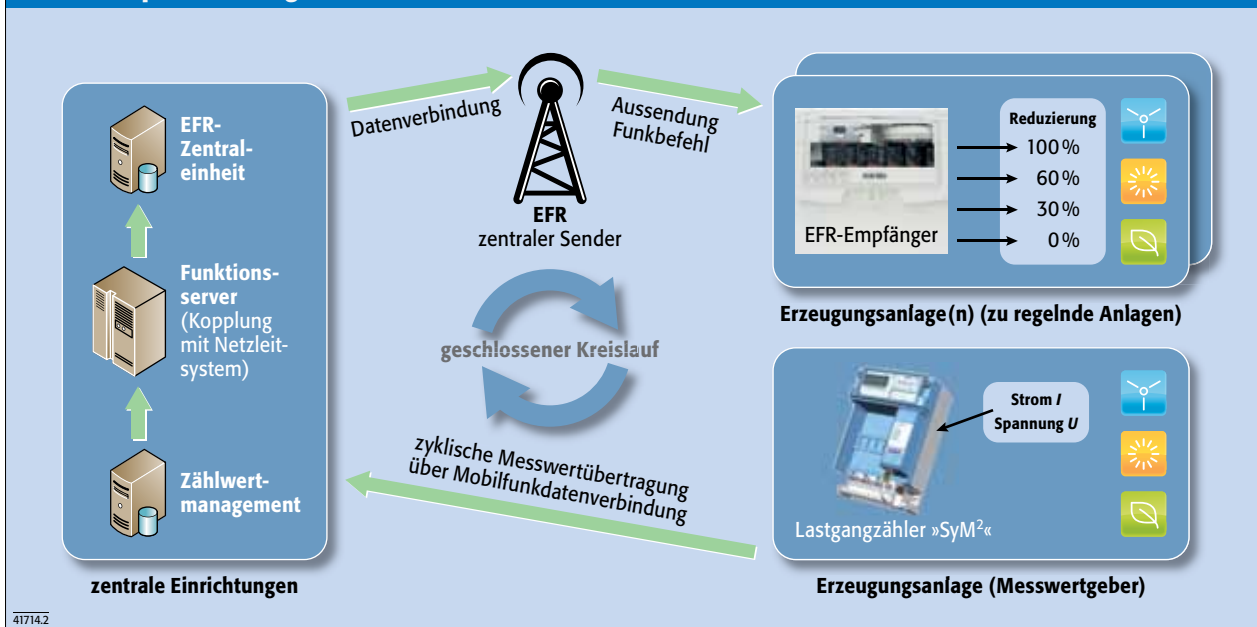 EFR-
Zentral-
einheit
Funktions-
server
(Kopplung
mit Netzleit-
system)
Zählwert-
management
zentrale Einrichtungen
Datenverbindung
EFR
zentraler Sender
Aussendung
Funkbefehl
geschlossener Kreislauf
zyklische Messwertübertragung
über Mobilfunkdatenverbindung
EFR-Empfänger
Reduzierung
100 %
60 %
30 %
0 %
Erzeugungsanlage(n) (zu regelnde Anlagen)
Strom I
Spannung U
Lastgangzähler »SyM²«
Erzeugungsanlage (Messwertgeber)
41714.2